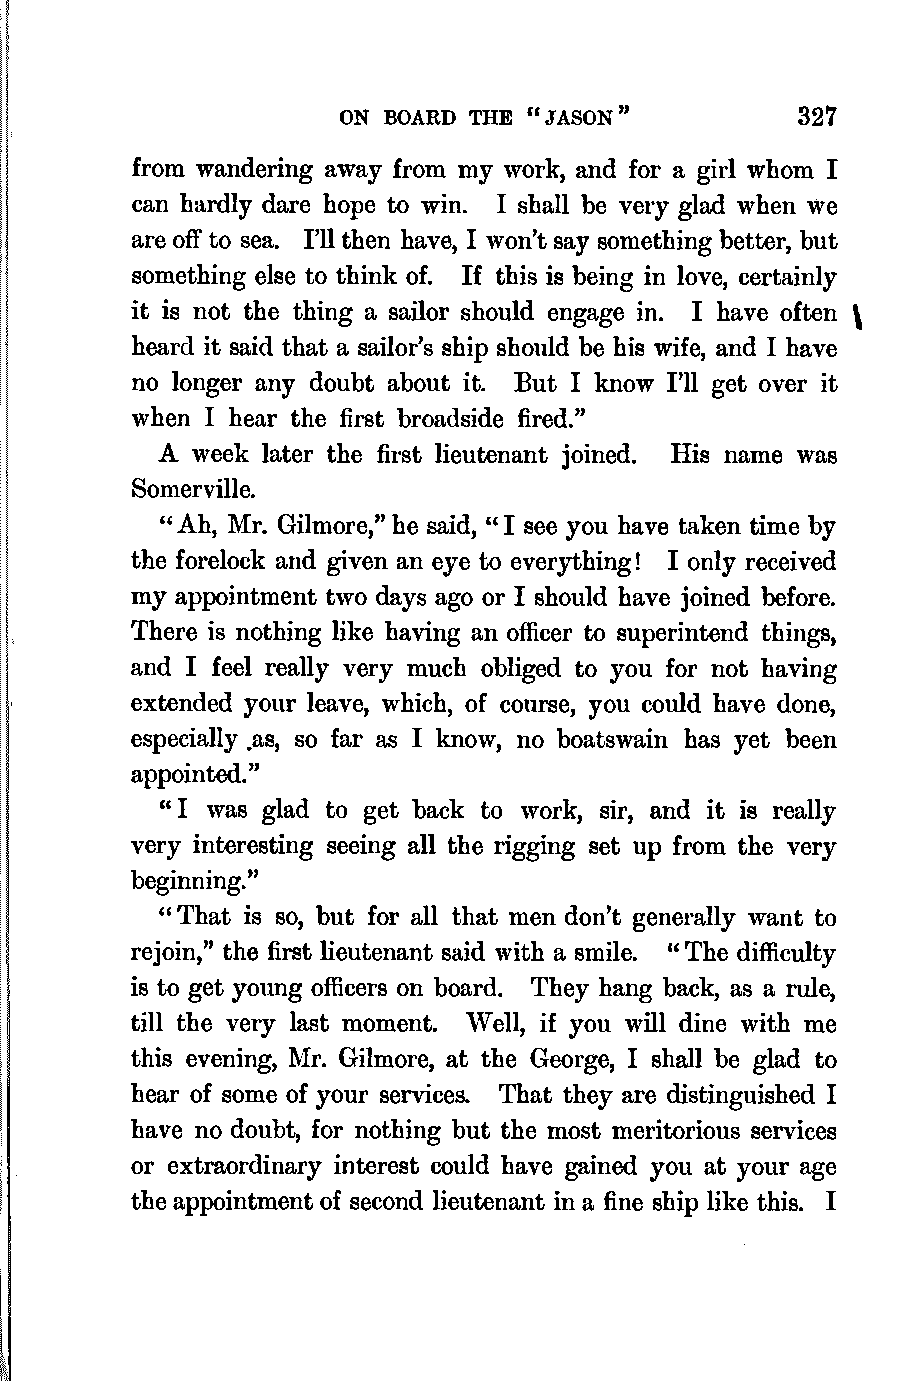 ON BOARD THE "JASON" 327
from wandering away from my work, and for a girl whom I
can hardly dare hope to win. I shall be very glad when we
are off to sea. I'll then have, I won't say something better, but
something else to think of. If this is being in love, certainly
it is not the thing a sailor should engage in. I have often
heard it said that a sailor's ship should be his wife, and I have
no longer any doubt about it. But I know I'll get over it
when I hear the first broadside fired."
A week later the first lieutenant joined. His name was
Somerville.
"Ah, Mr. Gilmore," he said, "I see you have taken time by
the forelock and given an eye to everything! I only received
my appointment two days ago or I should have joined before.
There is nothing like having an officer to superintend things,
and I feel really very much obliged to you for not having
extended your leave, which, of course, you could have done,
especially as, so far as I know, no boatswain has yet been
appointed."
"I was glad to get back to work, sir, and it is really
very interesting seeing all the rigging set up from the very
beginning."
"That is so, but for all that men don't generally want to
rejoin," the first lieutenant said with a smile. "The difficulty
is to get young officers on board. They hang back, as a rule,
till the very last moment. Well, if you will dine with me
this evening, Mr. Gilmore, at the George, I shall be glad to
hear of some of your services. That they are distinguished I
have no doubt, for nothing but the most meritorious services
or extraordinary interest could have gained you at your age
the appointment of second lieutenant in a fine ship like this. I